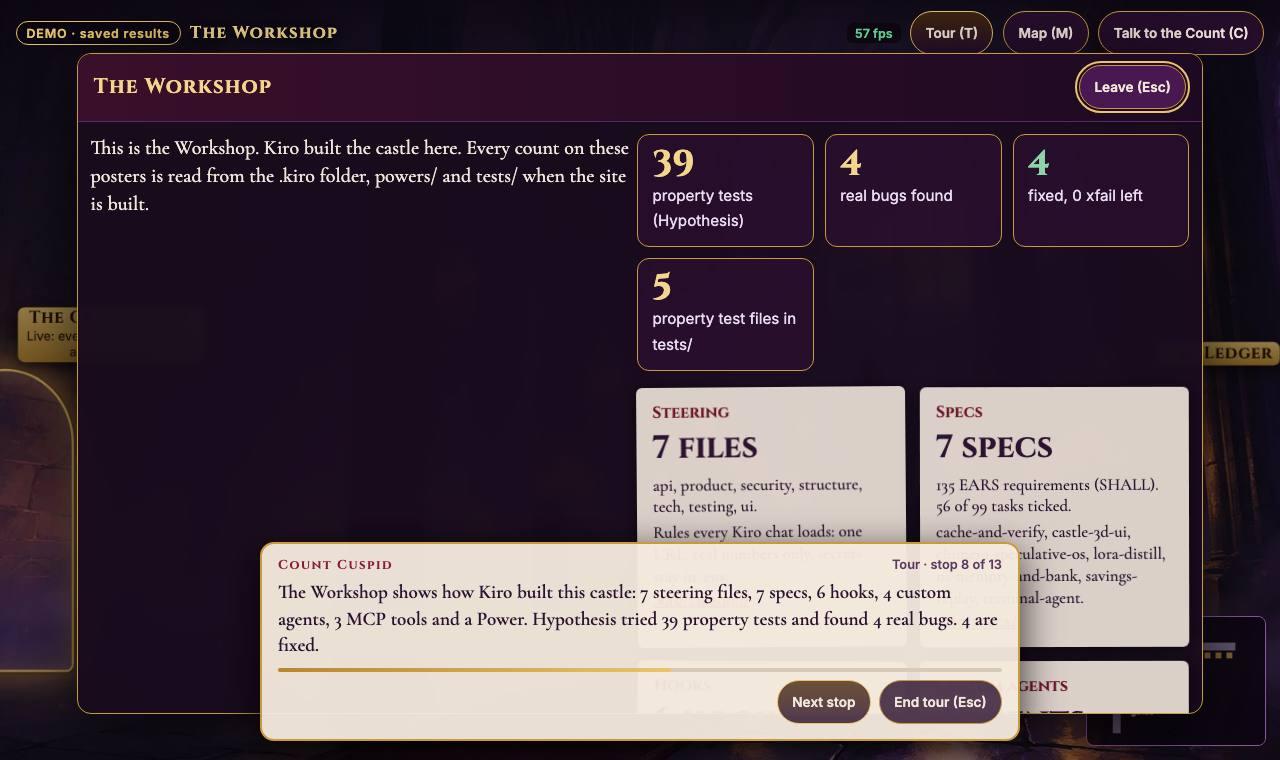 DEMO · saved results
The Workshop
57 fps
Tour (T)
Map (M)
Talk to the Count (C)
The Workshop
Leave (Esc)
This is the Workshop. Kiro built the castle here. Every count on these
posters is read from the .kiro folder, powers/ and tests/ when the site
is built.
39
property tests
(Hypothesis)
4
real bugs found
4
fixed, 0 xfail left
5
property test files in
tests/
The
Live:
Ledger
Steering
7 files
api, product, security, structure,
tech, testing, ui.
Rules every Kiro chat loads: one
Specs
7 specs
135 EARS requirements (SHALL).
56 of 99 tasks ticked.
cache-and-verify, castle-3d-ui,
Count Cuspid
Tour · stop 8 of 13
The Workshop shows how Kiro built this castle: 7 steering files, 7 specs, 6 hooks, 4 custom
agents, 3 MCP tools and a Power. Hypothesis tried 39 property tests and found 4 real bugs. 4 are
fixed.
Hooks
agents
Next stop
End tour (Esc)